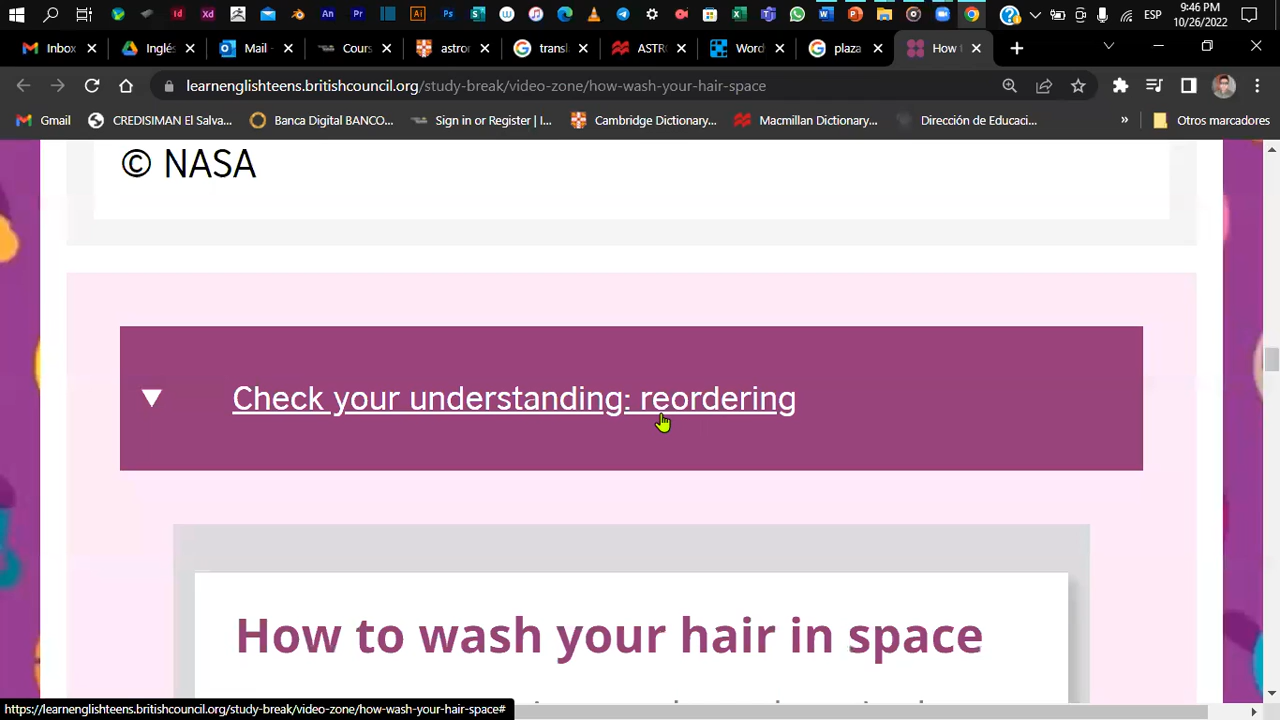 9:46 PM
ESP
10/26/2022
Inbox
Inglés
Mail -
Cours
astror
transl.
ASTR
Word
plaza
How t
learnenglishteens.britishcouncil.org/study-break/video-zone/how-wash-your-hair-space
Gmail
CREDISIMAN El Salva...
Banca Digital BANCO...
Sign in or Register | I...
Cambridge Dictionary...
Macmillan Dictionary...
Dirección de Educaci...
»
Otros marcadores
© NASA
Check your understanding: reordering
How to wash your hair in space
https://learnenglishteens.britishcouncil.org/study-break/video-zone/how-wash-your-hair-space#